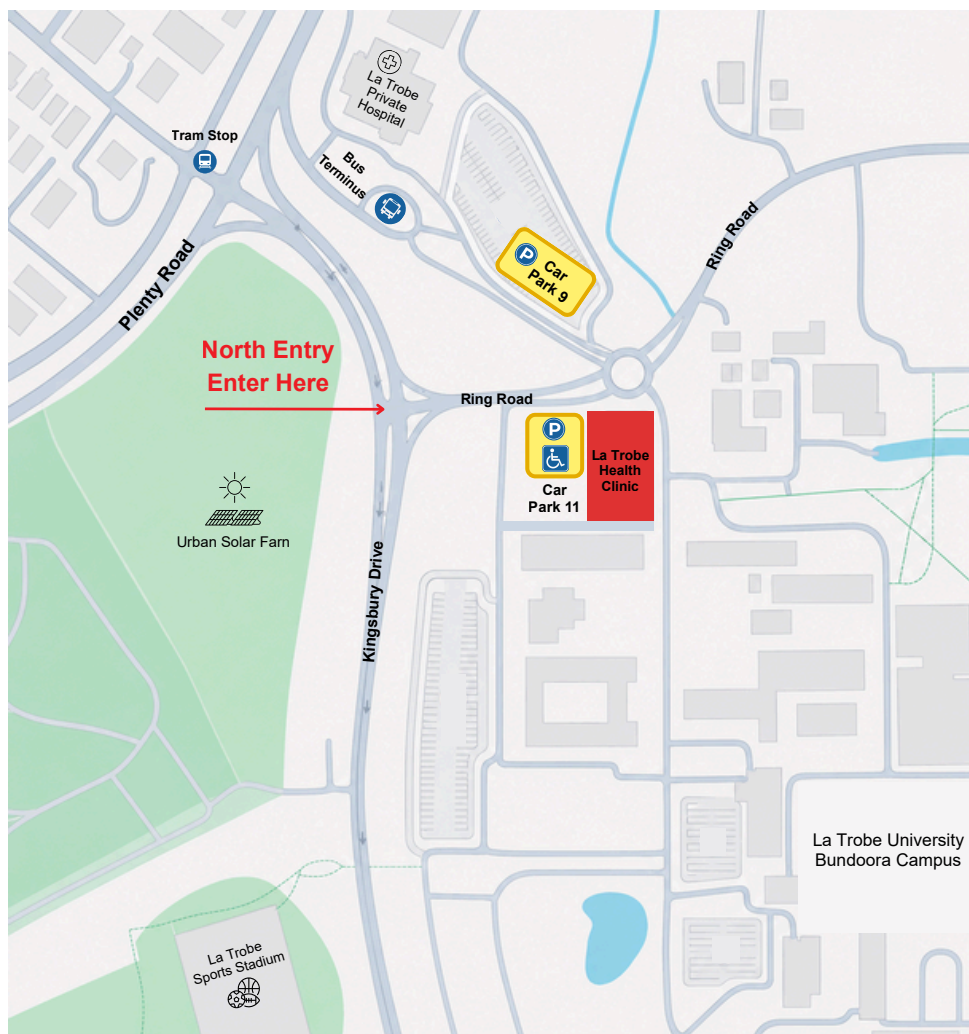 La Trobe
Private
Hospital
Tram Stop
Bus
Terminus
Plenty Road
P
Car
Park 9
Ring Road
North Entry
Enter Here
Ring Road
P
Car
Park 11
La Trobe
Health
Clinic
Urban Solar Farn
Kingsbury Drive
La Trobe University
Bundoora Campus
La Trobe
Sports Stadium